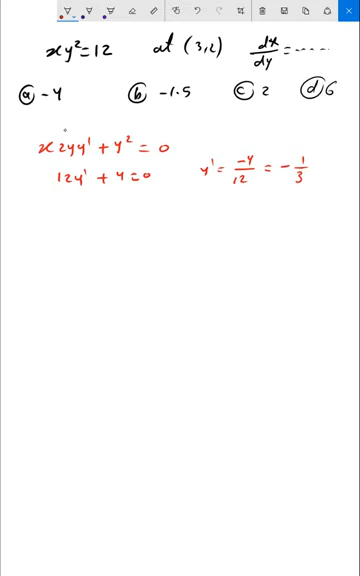 xy² = 12 at (3,2) dx/dy = ......
ⓐ -4 ⓑ -1.5 ⓒ 2 ⓓ 6
x2yy' + y² = 0
12y' + 4 = 0 y' = -4/12 = -1/3